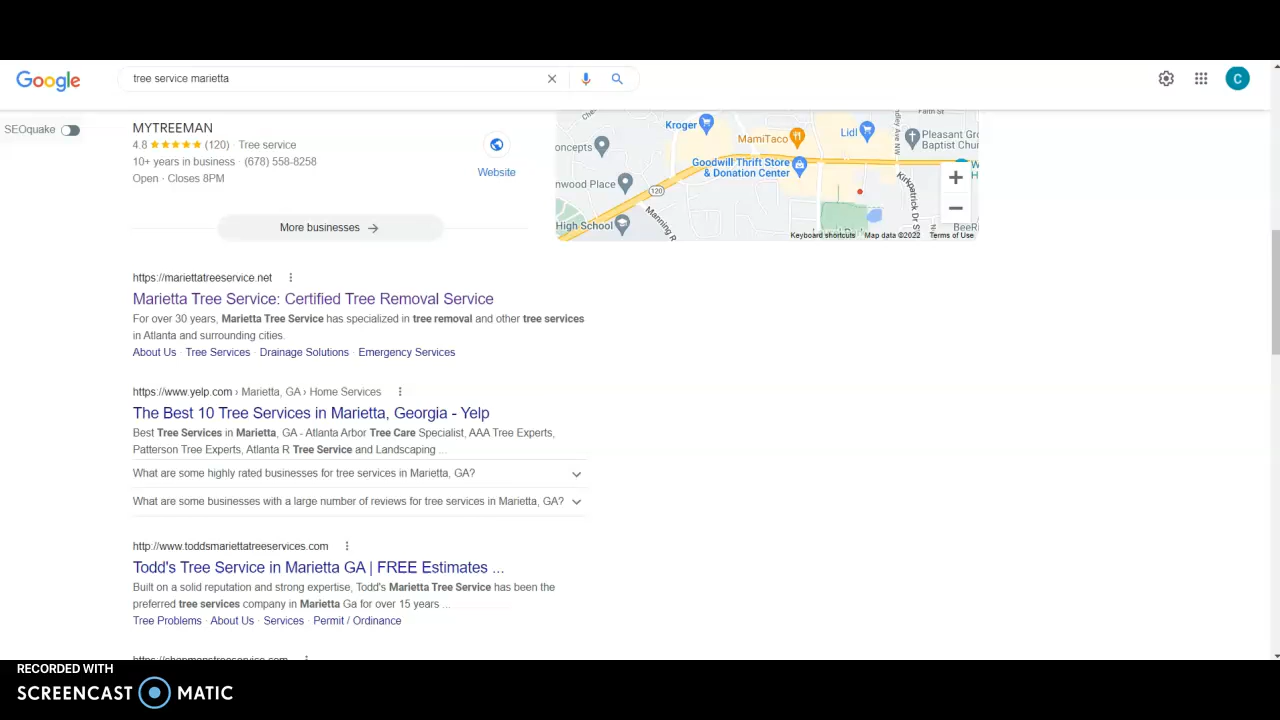 Google
tree service marietta
C
SEOquake
MYTREEMAN
4.8 (120) · Tree service
10+ years in business · (678) 558-8258
Open · Closes 8PM
Website
More businesses
Kroger
MamiTaco
Lidl
Pleasant Gr
Baptist Chur
oncepts
Goodwill Thrift Store
& Donation Center
nwood Place
120
Manning R
High School
Kirkpatrick Dr S
ndley Ave NW
Farm St
BeeRi
Keyboard shortcuts
Map data ©2022
Terms of Use
https://mariettatreeservice.net
Marietta Tree Service: Certified Tree Removal Service
For over 30 years, Marietta Tree Service has specialized in tree removal and other tree services
in Atlanta and surrounding cities.
About Us · Tree Services · Drainage Solutions · Emergency Services
https://www.yelp.com › Marietta, GA › Home Services
The Best 10 Tree Services in Marietta, Georgia - Yelp
Best Tree Services in Marietta, GA - Atlanta Arbor Tree Care Specialist, AAA Tree Experts,
Patterson Tree Experts, Atlanta R Tree Service and Landscaping ...
What are some highly rated businesses for tree services in Marietta, GA?
What are some businesses with a large number of reviews for tree services in Marietta, GA?
http://www.toddsmariettatreeservices.com
Todd's Tree Service in Marietta GA | FREE Estimates ...
Built on a solid reputation and strong expertise, Todd's Marietta Tree Service has been the
preferred tree services company in Marietta Ga for over 15 years ...
Tree Problems · About Us · Services · Permit / Ordinance
RECORDED WITH
SCREENCAST MATIC